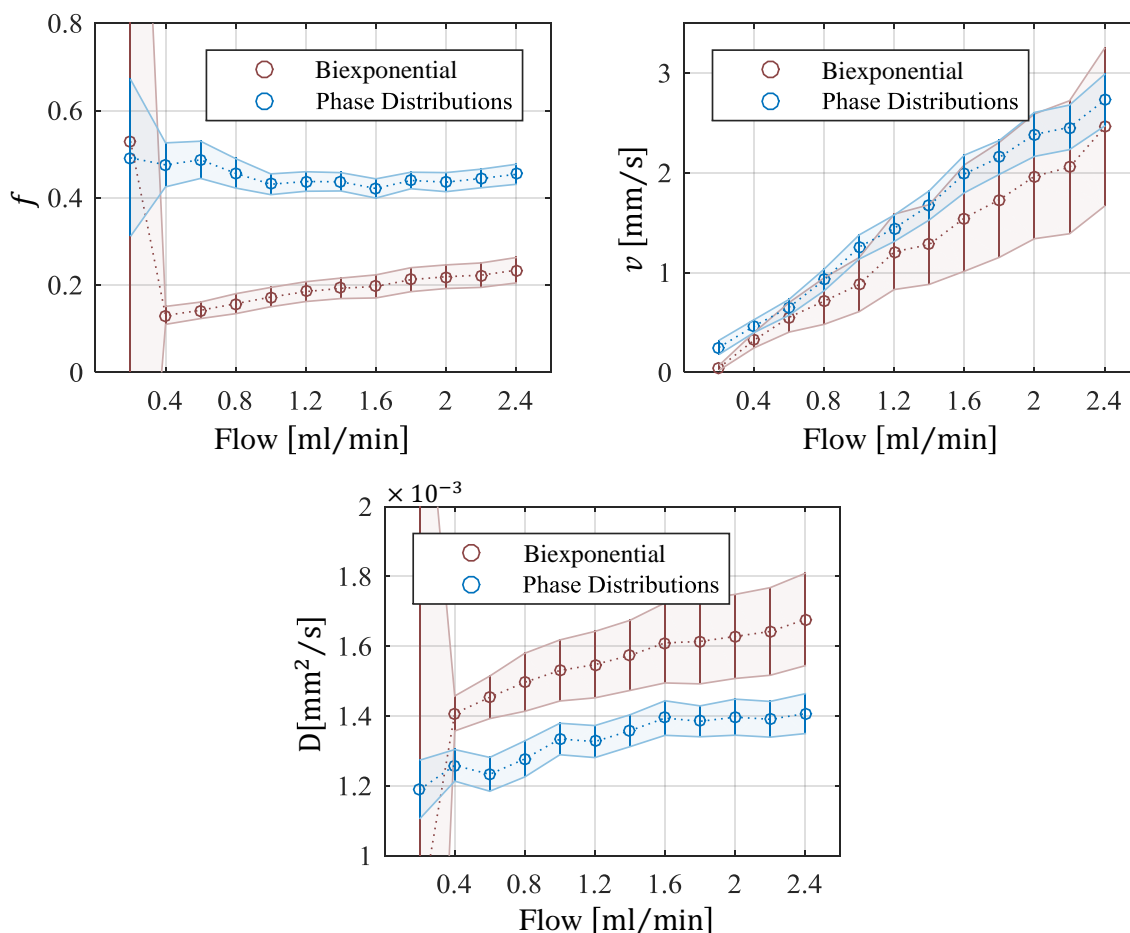 0.8
0.6
0.4
0.2
0
f
Biexponential
Phase Distributions
0.4 0.8 1.2 1.6 2 2.4
Flow [ml/min]
3
2
1
0
v [mm/s]
Biexponential
Phase Distributions
0.4 0.8 1.2 1.6 2 2.4
Flow [ml/min]
× 10⁻³
2
1.8
1.6
1.4
1.2
1
D[mm²/s]
Biexponential
Phase Distributions
0.4 0.8 1.2 1.6 2 2.4
Flow [ml/min]